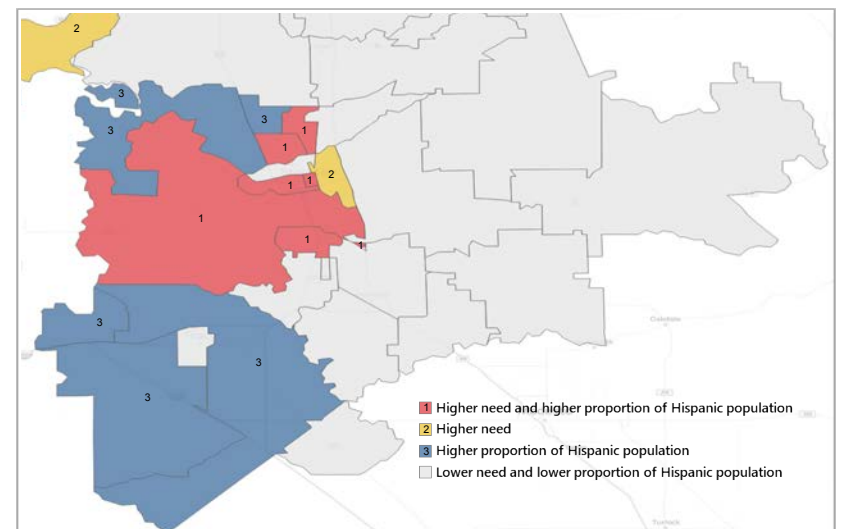 2
3
3
3
1
1
2
1
1
1
1
1
3
3
3
1 Higher need and higher proportion of Hispanic population
2 Higher need
3 Higher proportion of Hispanic population
Lower need and lower proportion of Hispanic population
Oakdale
Turlock